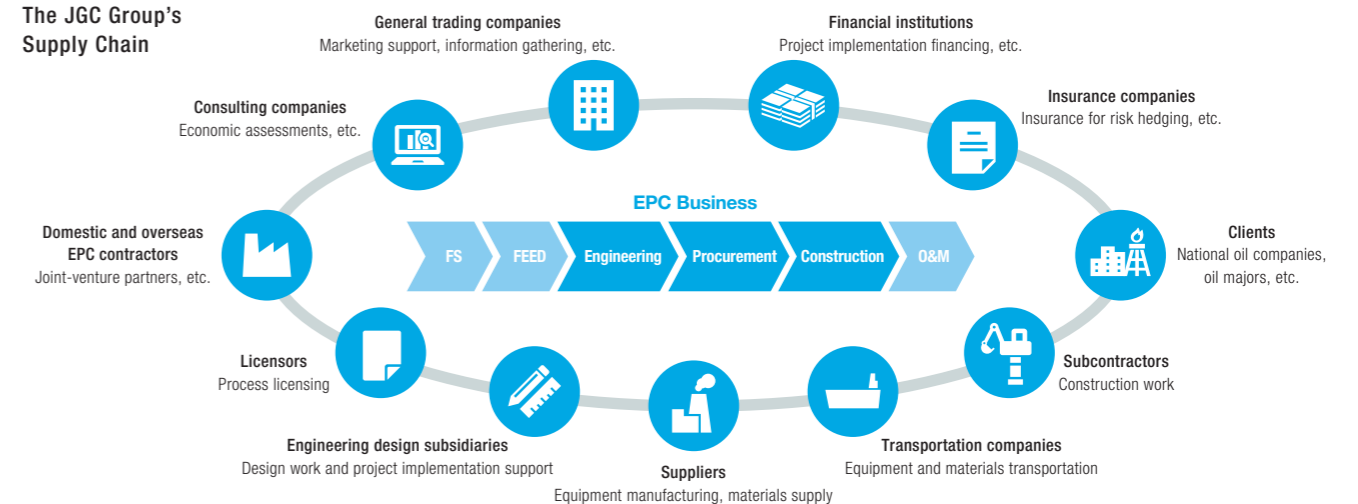 The JGC Group's
Supply Chain
General trading companies
Marketing support, information gathering, etc.
Financial institutions
Project implementation financing, etc.
Consulting companies
Economic assessments, etc.
Insurance companies
Insurance for risk hedging, etc.
EPC Business
Domestic and overseas
EPC contractors
Joint-venture partners, etc.
FS
FEED
Engineering
Procurement
Construction
O&M
Clients
National oil companies,
oil majors, etc.
Licensors
Process licensing
Subcontractors
Construction work
Engineering design subsidiaries
Design work and project implementation support
Suppliers
Equipment manufacturing, materials supply
Transportation companies
Equipment and materials transportation